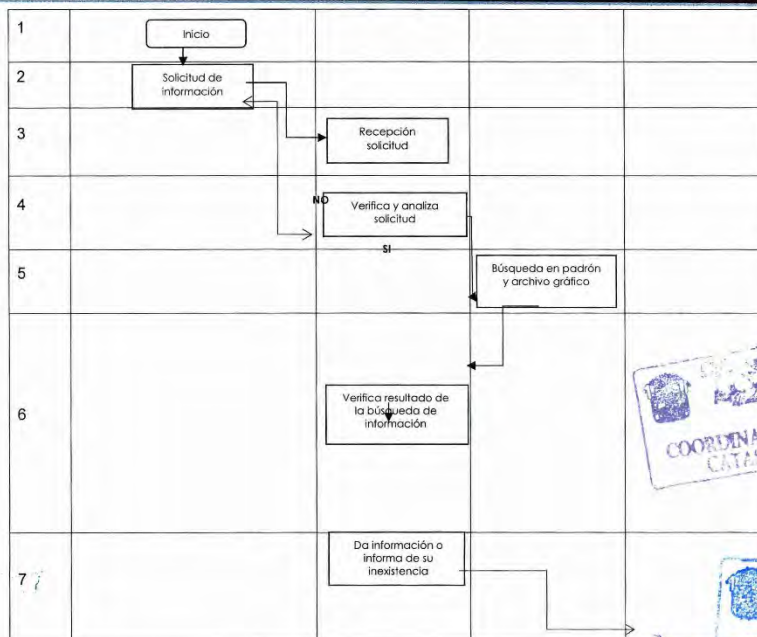 1
Inicio
2
Solicitud de
información
3
Recepción
solicitud
4
NO
Verifica y analiza
solicitud
SI
5
Búsqueda en padrón
y archivo gráfico
6
Verifica resultado de
la búsqueda de
información
COORDINA
CATAS
7
Da información o
informa de su
inexistencia